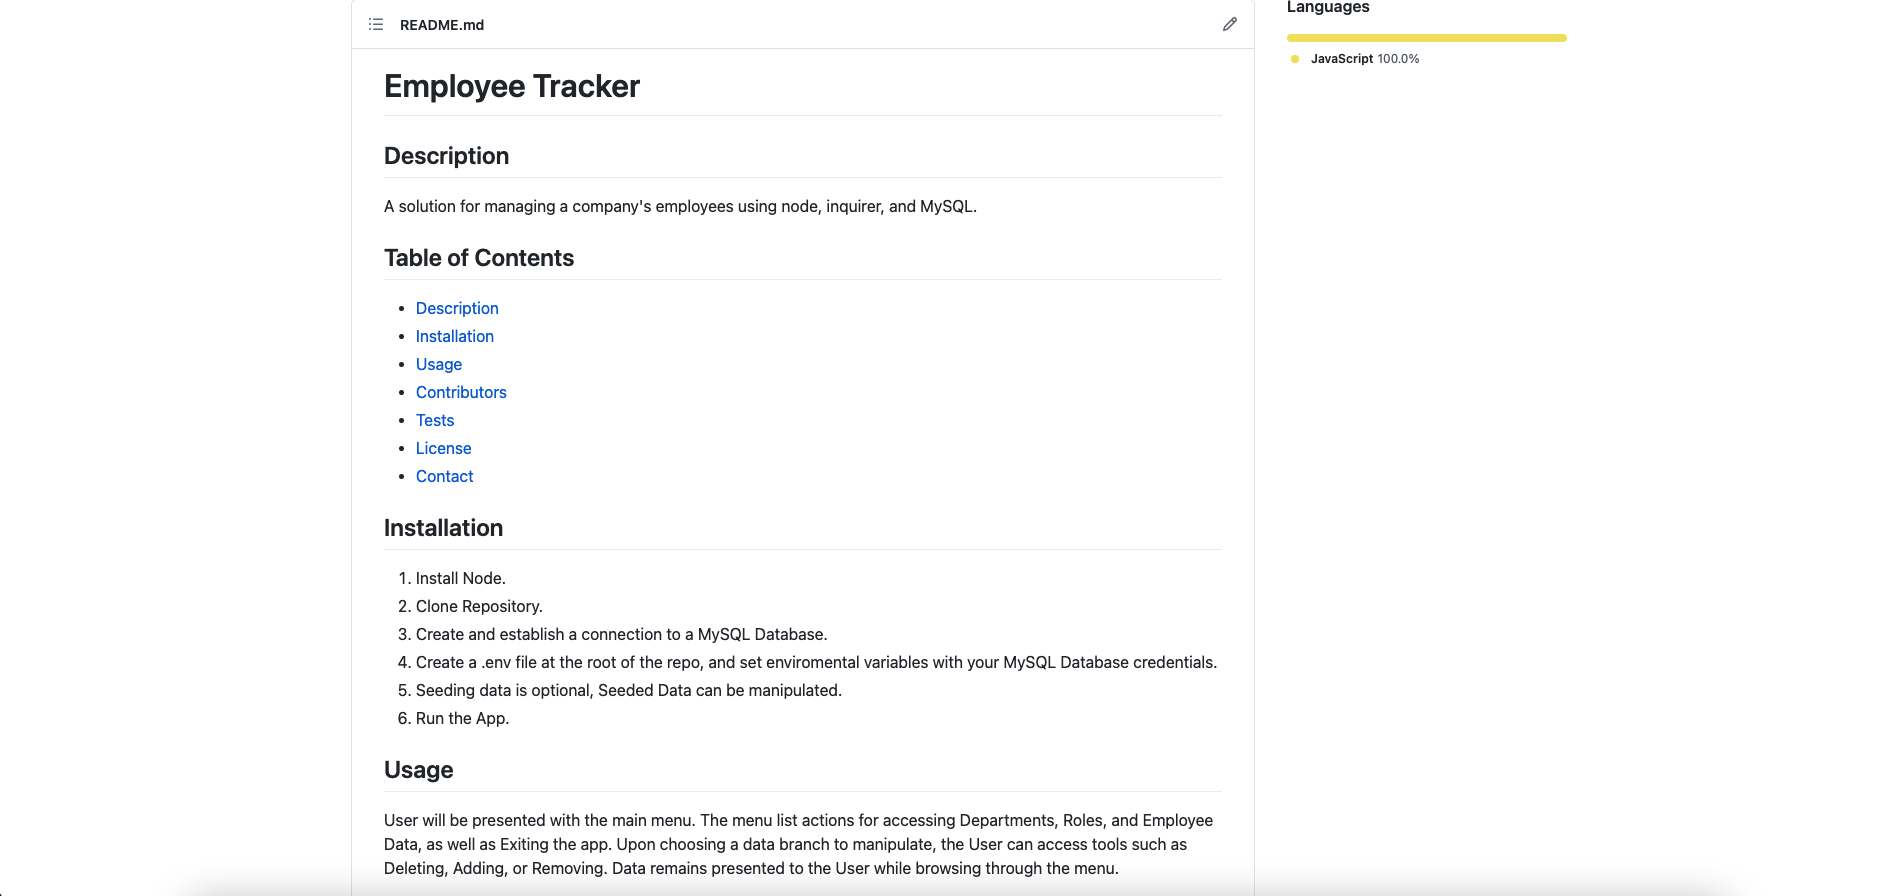 README.md
Employee Tracker
Description
A solution for managing a company's employees using node, inquirer, and MySQL.
Table of Contents
Description
Installation
Usage
Contributors
Tests
License
Contact
Installation
1. Install Node.
2. Clone Repository.
3. Create and establish a connection to a MySQL Database.
4. Create a .env file at the root of the repo, and set enviromental variables with your MySQL Database credentials.
5. Seeding data is optional, Seeded Data can be manipulated.
6. Run the App.
Usage
User will be presented with the main menu. The menu list actions for accessing Departments, Roles, and Employee
Data, as well as Exiting the app. Upon choosing a data branch to manipulate, the User can access tools such as
Deleting, Adding, or Removing. Data remains presented to the User while browsing through the menu.
Languages
JavaScript 100.0%